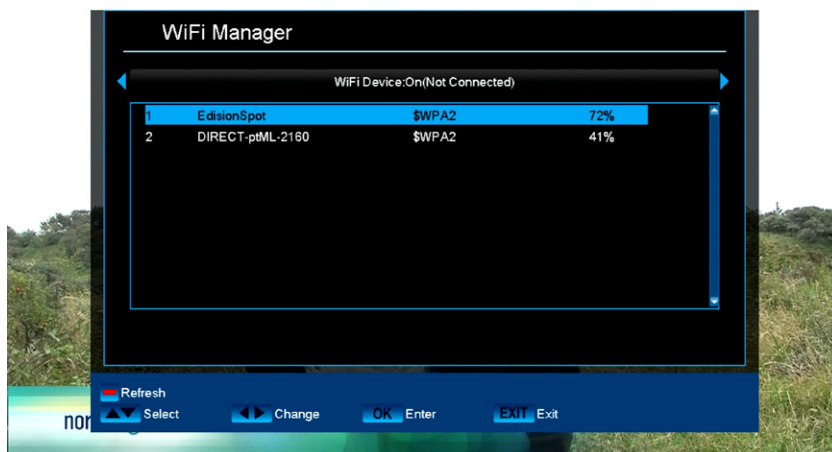 WiFi Manager
WiFi Device:On(Not Connected)
1 EdisionSpot $WPA2 72%
2 DIRECT-ptML-2160 $WPA2 41%
Refresh
Select Change OK Enter EXIT Exit
nor